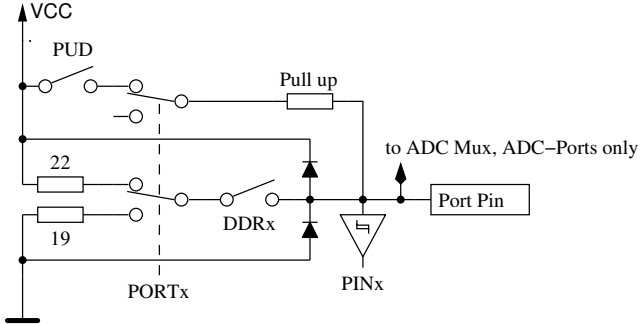 VCC
PUD
Pull up
to ADC Mux, ADC−Ports only
22
Port Pin
DDRx
19
PINx
PORTx